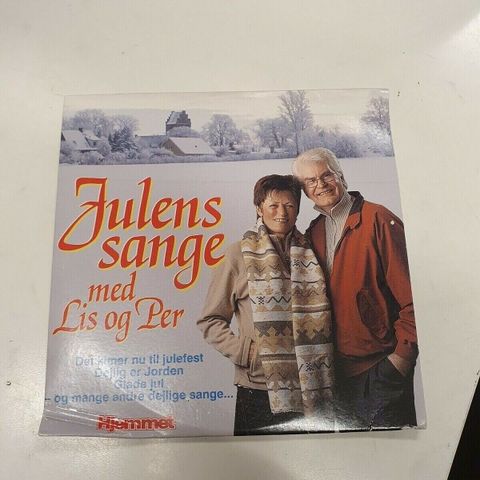 Julens
sange
med
Lis og Per
Det kimer nu til julefest
Dejlig er Jorden
Glade jul
- og mange andre dejlige sange...
Hjemmet